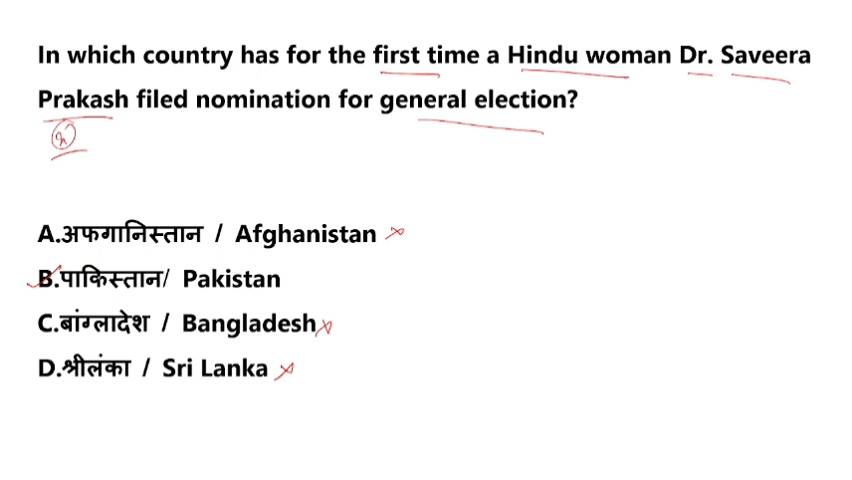 In which country has for the first time a Hindu woman Dr. Saveera
Prakash filed nomination for general election?
A.अफगानिस्तान / Afghanistan
B.पाकिस्तान/ Pakistan
C.बांग्लादेश / Bangladesh
D.श्रीलंका / Sri Lanka